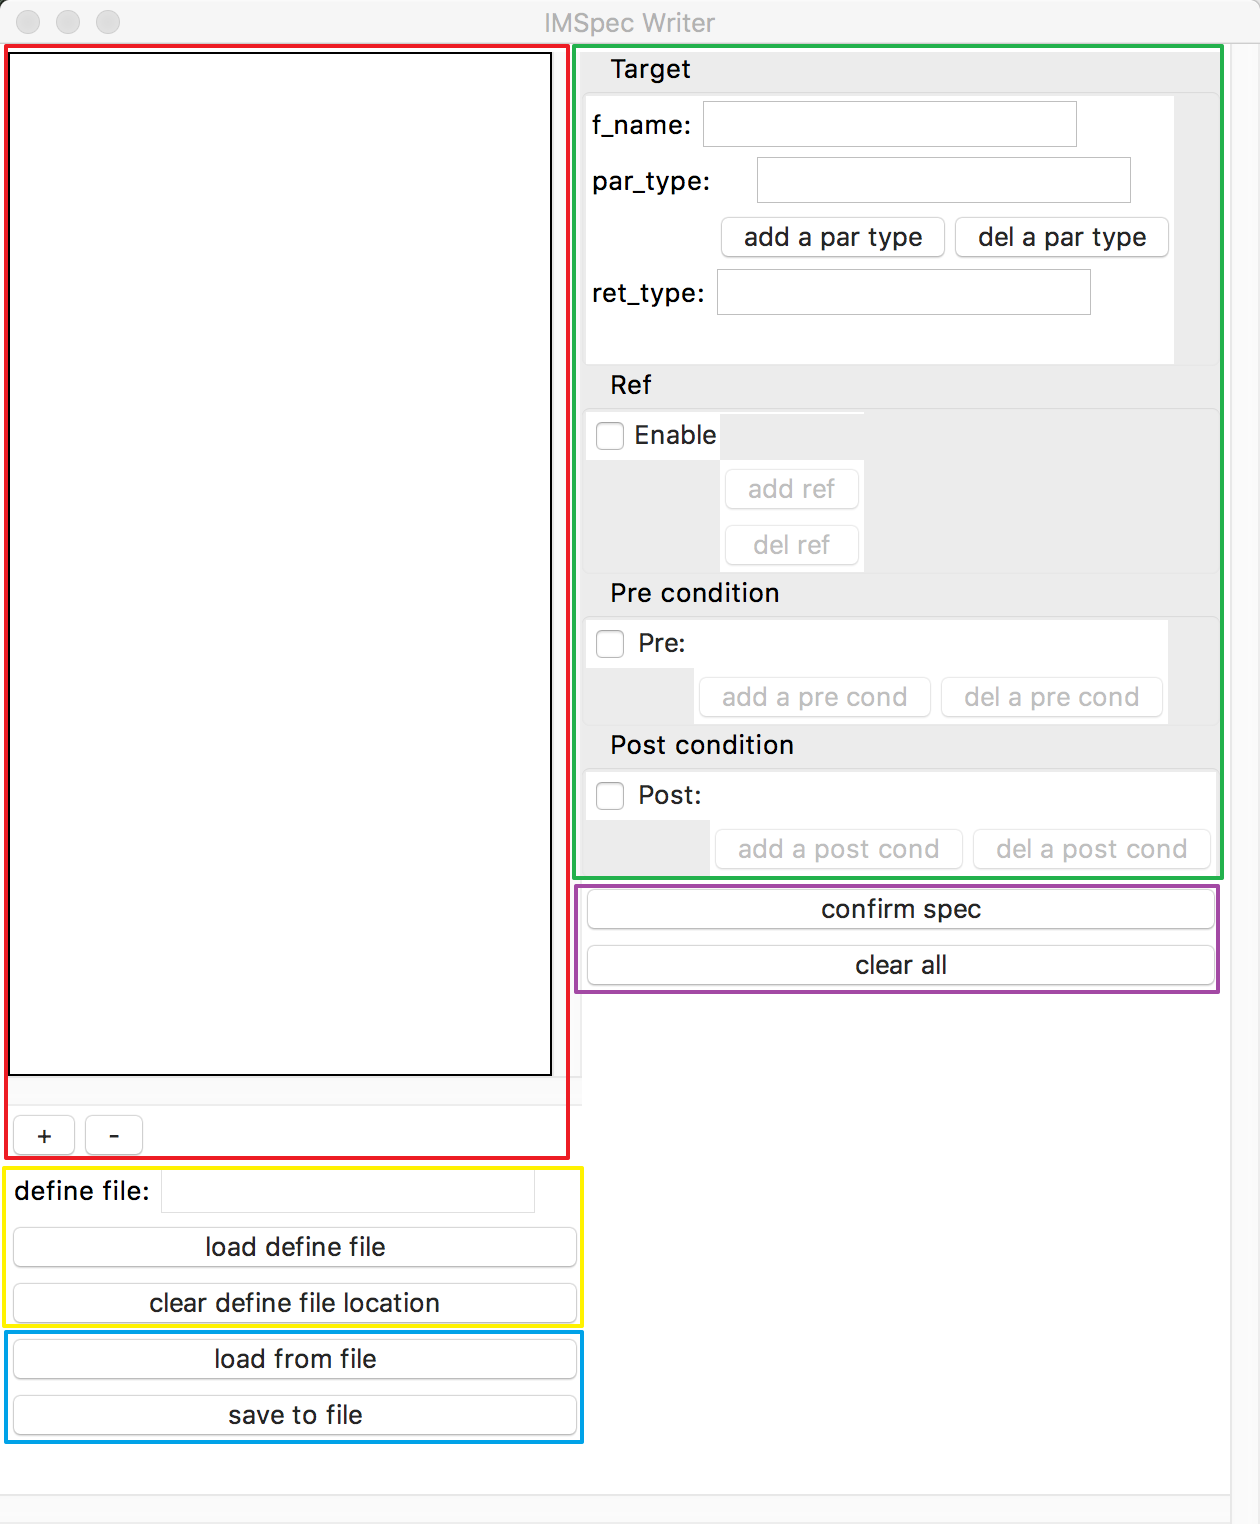 IMSpec Writer
Target
f_name:
par_type:
add a par type del a par type
ret_type:
Ref
Enable
add ref
del ref
Pre condition
Pre:
add a pre cond del a pre cond
Post condition
Post:
add a post cond del a post cond
confirm spec
clear all
+ -
define file:
load define file
clear define file location
load from file
save to file